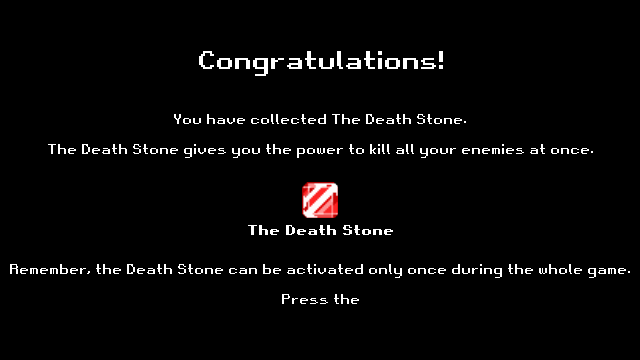 Congratulations!
You have collected The Death Stone.
The Death Stone gives you the power to kill all your enemies at once.
The Death Stone
Remember, the Death Stone can be activated only once during the whole game.
Press the